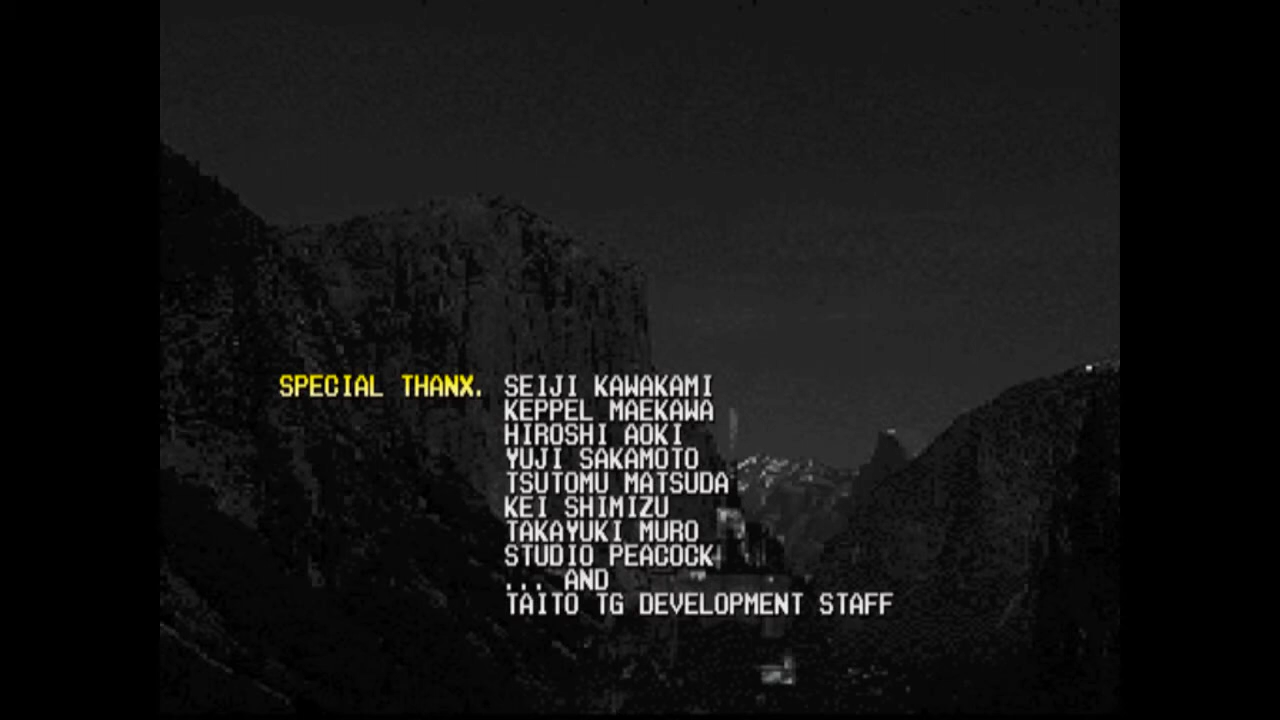 SPECIAL THANX. SEIJI KAWAKAMI
KEPPEL MAEKAWA
HIROSHI AOKI
YUJI SAKAMOTO
TSUTOMU MATSUDA
KEI SHIMIZU
TAKAYUKI MURO
STUDIO PEACOCK
... AND
TAITO TG DEVELOPMENT STAFF